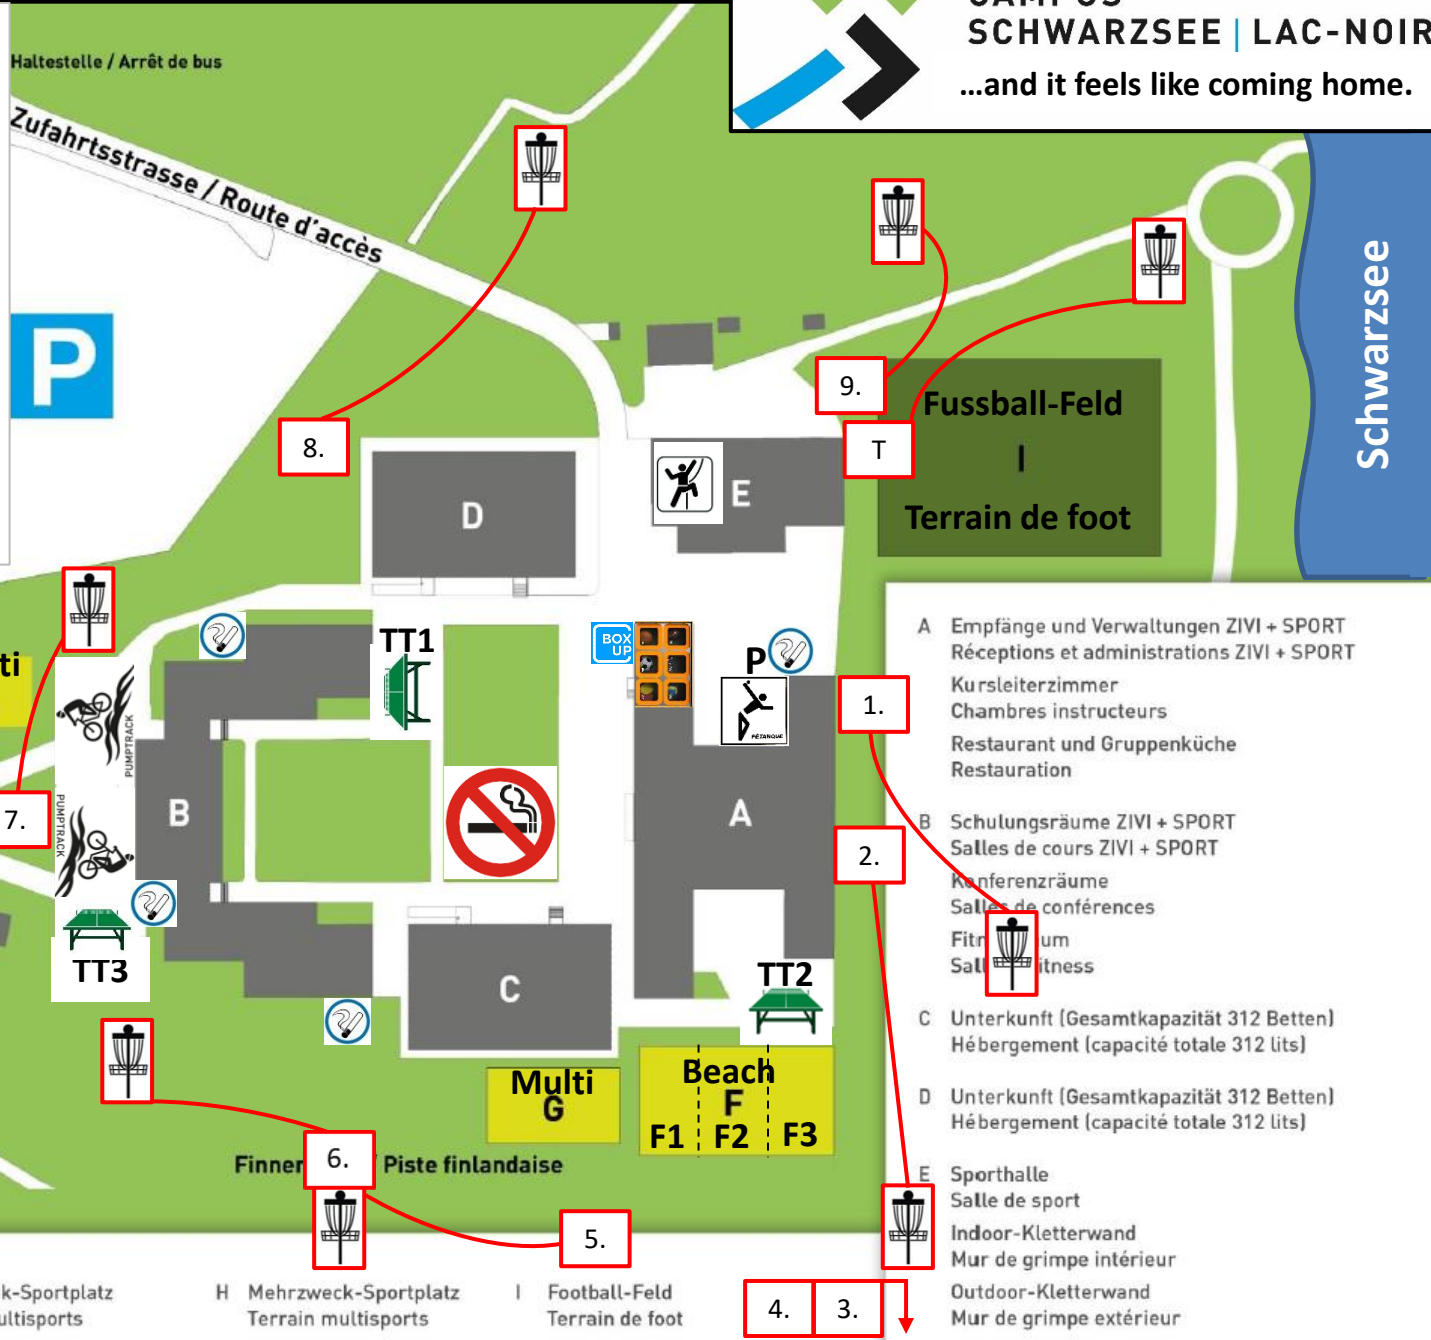 SCHWARZSEE | LAC-NOIR
...and it feels like coming home.
Haltestelle / Arrêt de bus
Zufahrtsstrasse / Route d'accès
P
Schwarzsee
9.
Fussball-Feld
8.
T
I
E
D
Terrain de foot
TT1
BOX
UP
P
PÉTANQUE
1.
PUMPTRACK
7.
PUMPTRACK
B
A
2.
TT3
C
TT2
Multi
G
Beach
F
F1
F2
F3
6.
Piste finlandaise
5.
4.
3.
A Empfänge und Verwaltungen ZIVI + SPORT
Réceptions et administrations ZIVI + SPORT
Kursleiterzimmer
Chambres instructeurs
Restaurant und Gruppenküche
Restauration
B Schulungsräume ZIVI + SPORT
Salles de cours ZIVI + SPORT
Konferenzräume
Salles de conférences
C Unterkunft (Gesamtkapazität 312 Betten)
Hébergement (capacité totale 312 lits)
D Unterkunft (Gesamtkapazität 312 Betten)
Hébergement (capacité totale 312 lits)
E Sporthalle
Salle de sport
Indoor-Kletterwand
Mur de grimpe intérieur
Outdoor-Kletterwand
Mur de grimpe extérieur
k-Sportplatz
ultisports
H Mehrzweck-Sportplatz
Terrain multisports
I Football-Feld
Terrain de foot